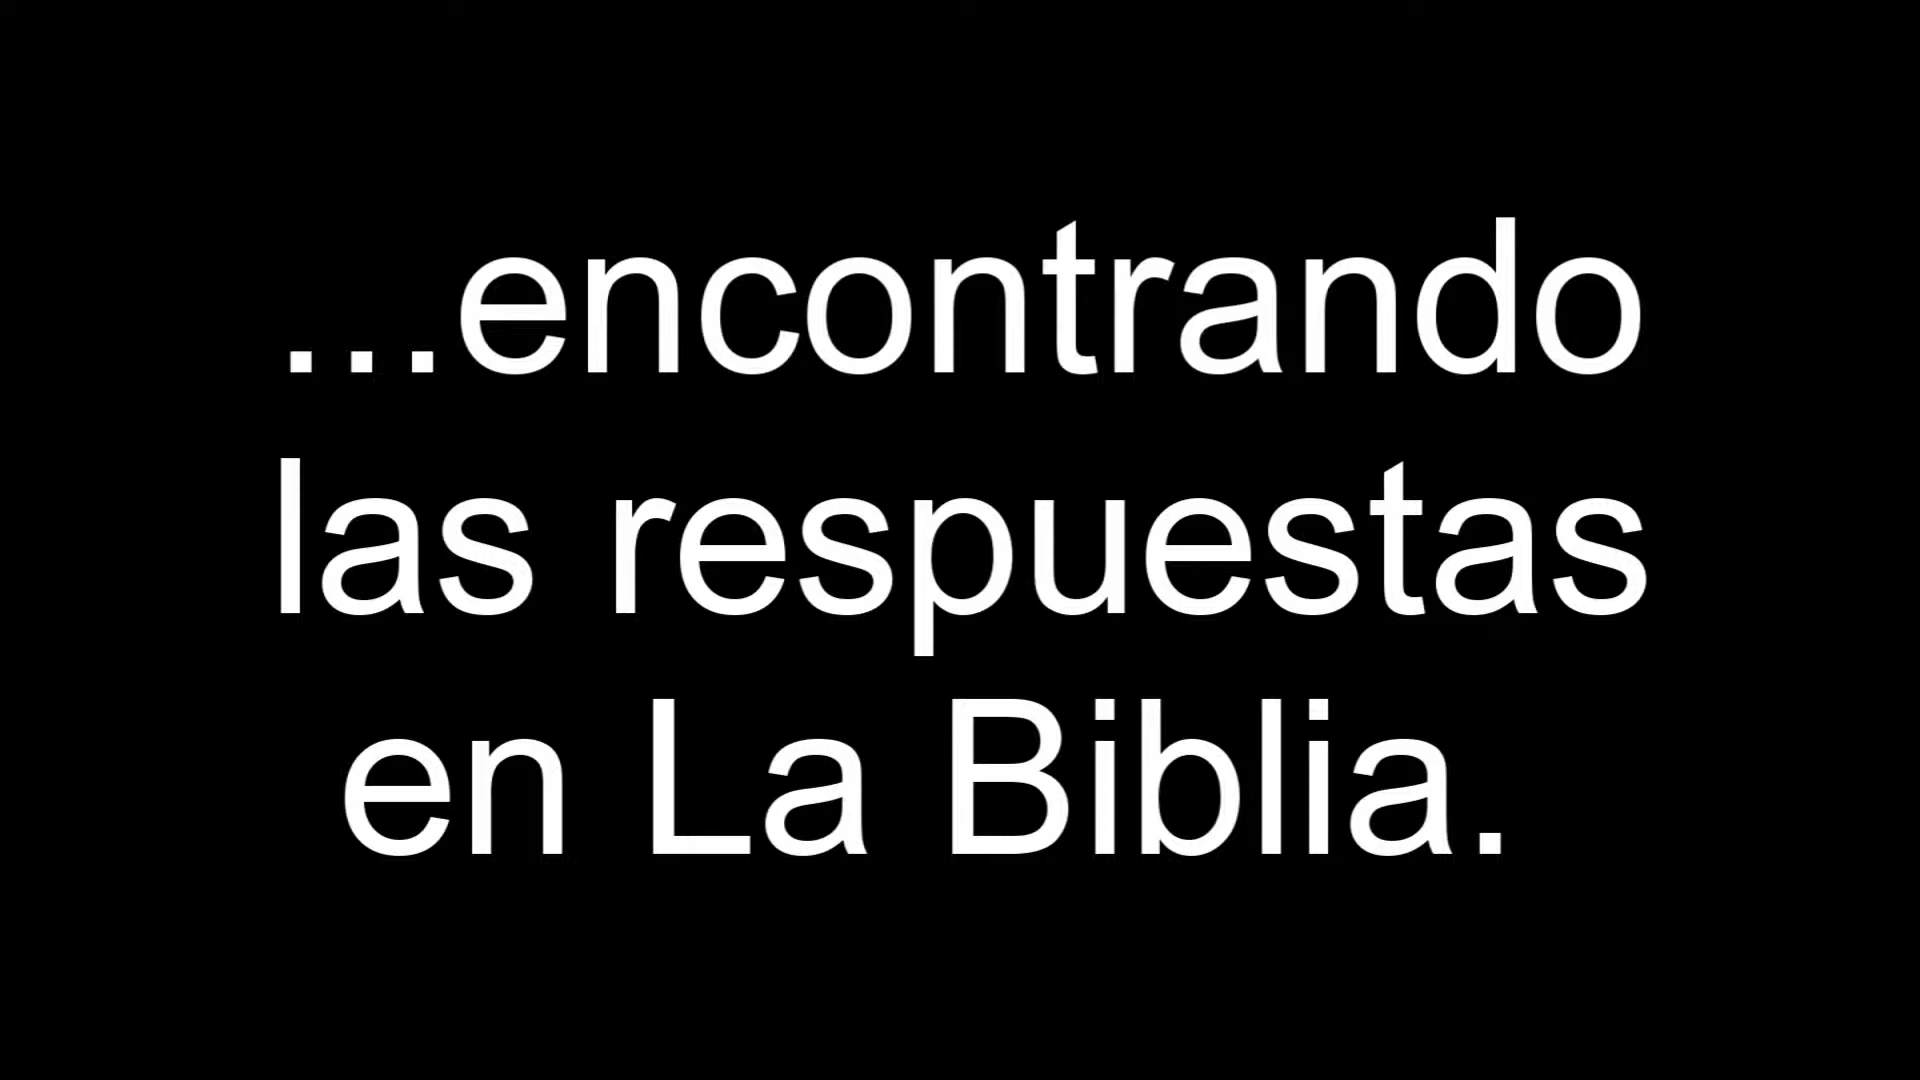 ...encontrando
las respuestas
en La Biblia.